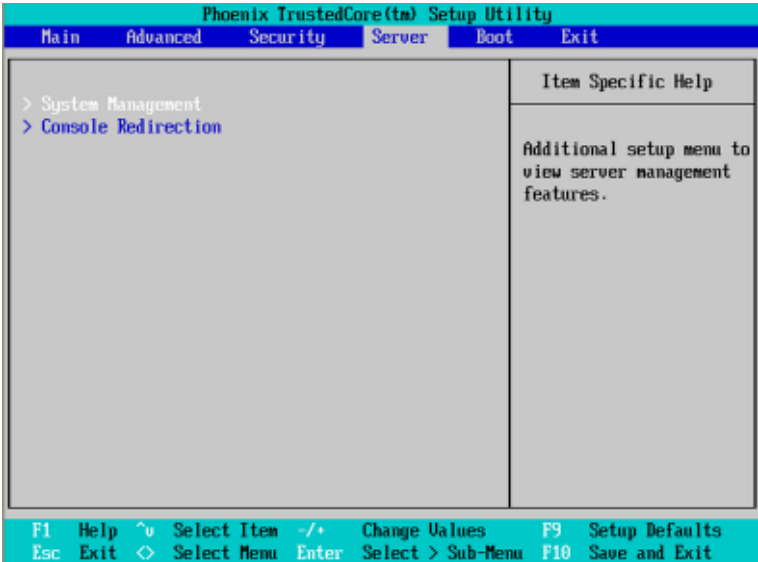 Phoenix TrustedCore(tm) Setup Utility
Main Advanced Security Server Boot Exit
> System Management
> Console Redirection
Item Specific Help
Additional setup menu to
view server management
features.
F1 Help ^v Select Item -/+ Change Values F9 Setup Defaults
Esc Exit <> Select Menu Enter Select > Sub-Menu F10 Save and Exit